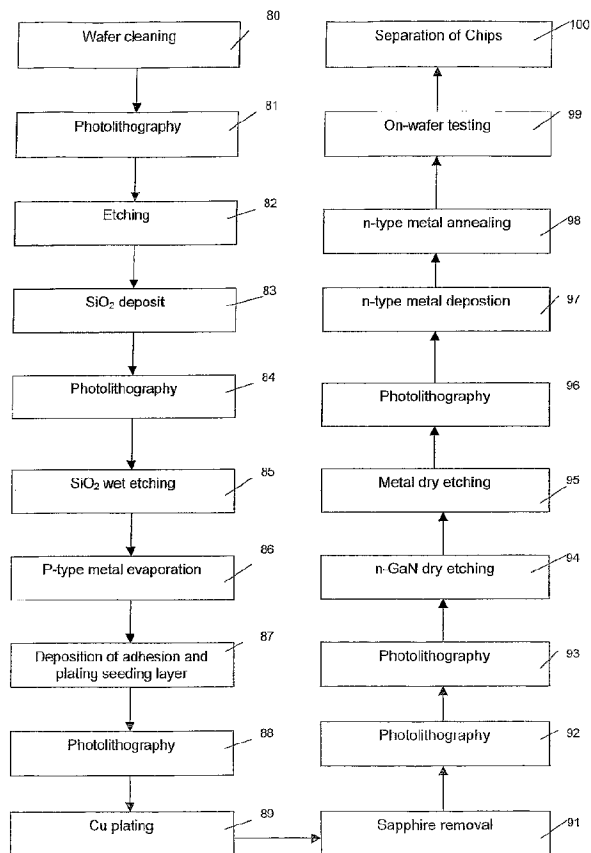 Wafer cleaning
80
Photolithography
81
Etching
82
SiO₂ deposit
83
Photolithography
84
SiO₂ wet etching
85
P-type metal evaporation
86
Deposition of adhesion and
plating seeding layer
87
Photolithography
88
Cu plating
89
Sapphire removal
91
Photolithography
92
Photolithography
93
n-GaN dry etching
94
Metal dry etching
95
Photolithography
96
n-type metal depostion
97
n-type metal annealing
98
On-wafer testing
99
Separation of Chips
100